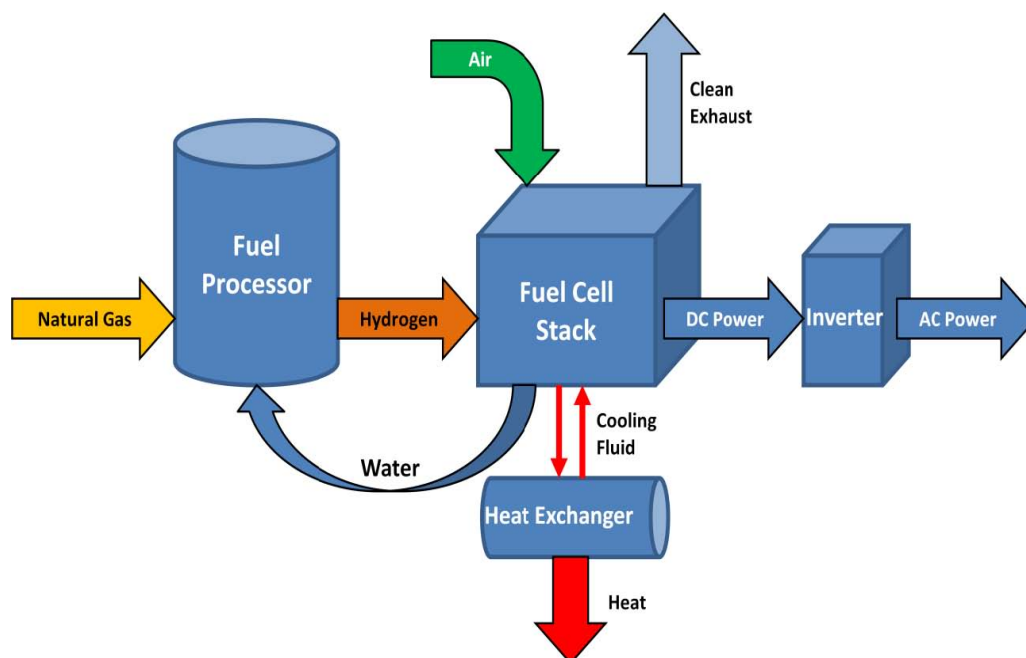 Air
Clean
Exhaust
Fuel
Processor
Natural Gas
Hydrogen
Fuel Cell
Stack
DC Power
Inverter
AC Power
Water
Cooling
Fluid
Heat Exchanger
Heat